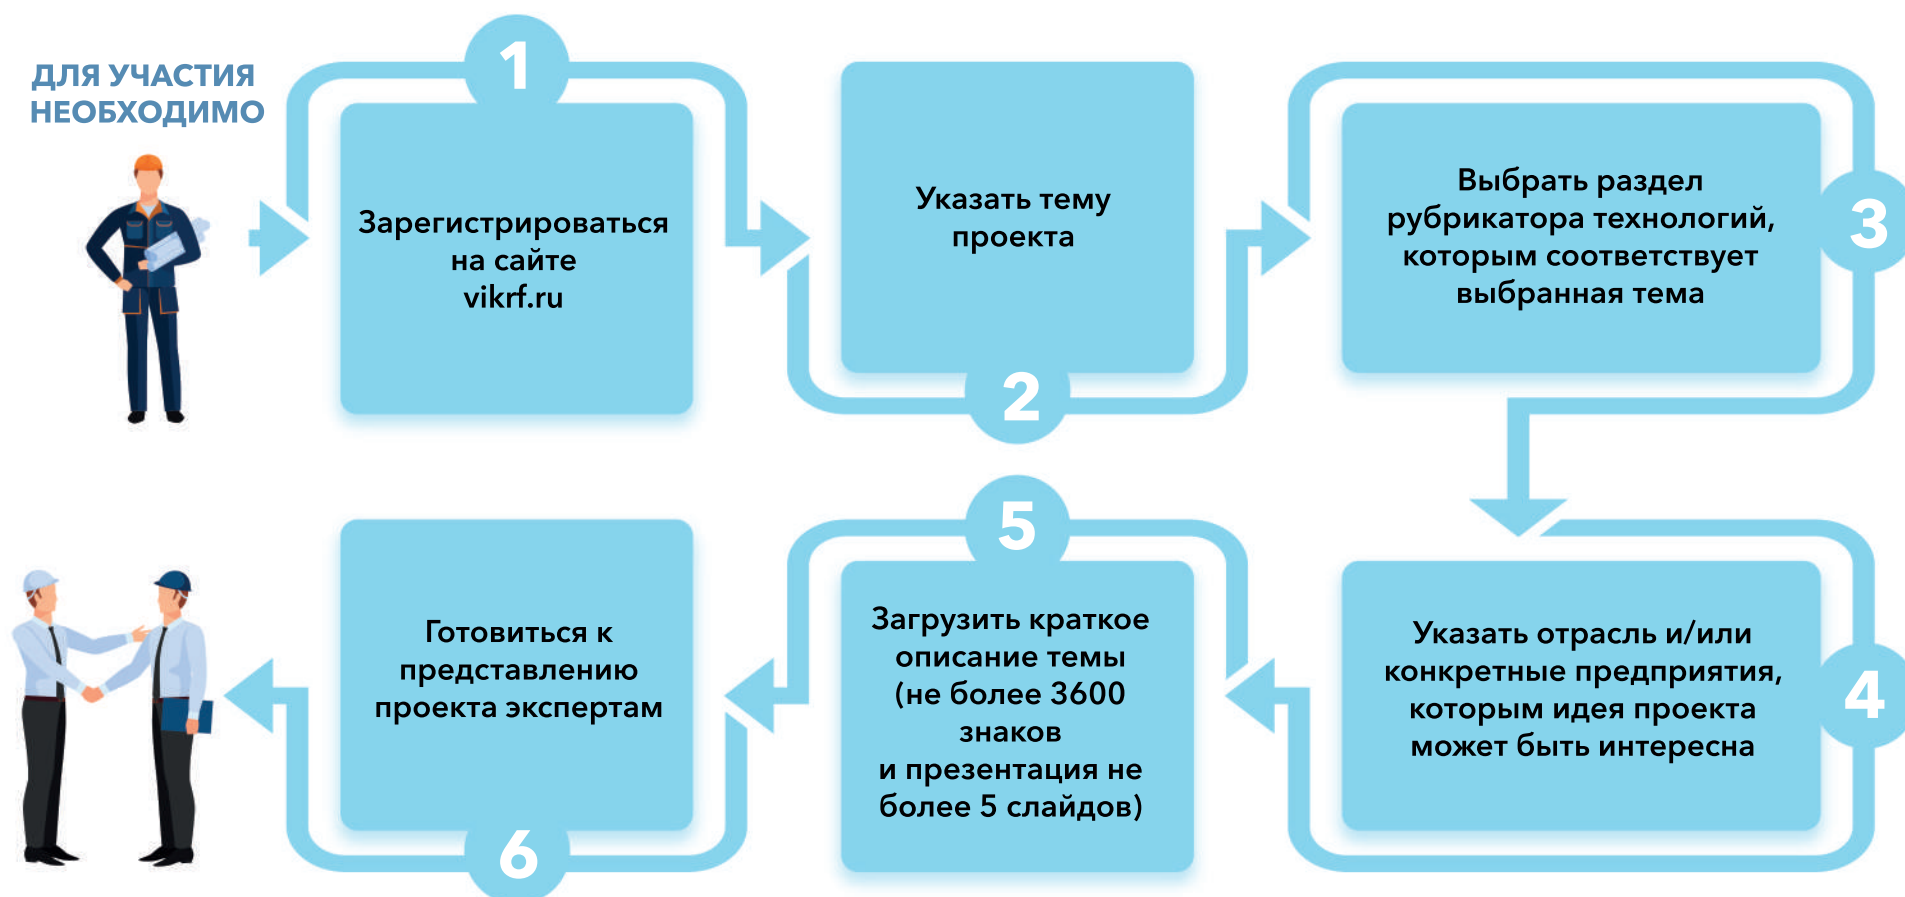 ДЛЯ УЧАСТИЯ
НЕОБХОДИМО
1
Зарегистрироваться
на сайте
vikrf.ru
Указать тему
проекта
2
Выбрать раздел
рубрикатора технологий,
которым соответствует
выбранная тема
3
Указать отрасль и/или
конкретные предприятия,
которым идея проекта
может быть интересна
4
5
Загрузить краткое
описание темы
(не более 3600
знаков
и презентация не
более 5 слайдов)
Готовиться к
представлению
проекта экспертам
6